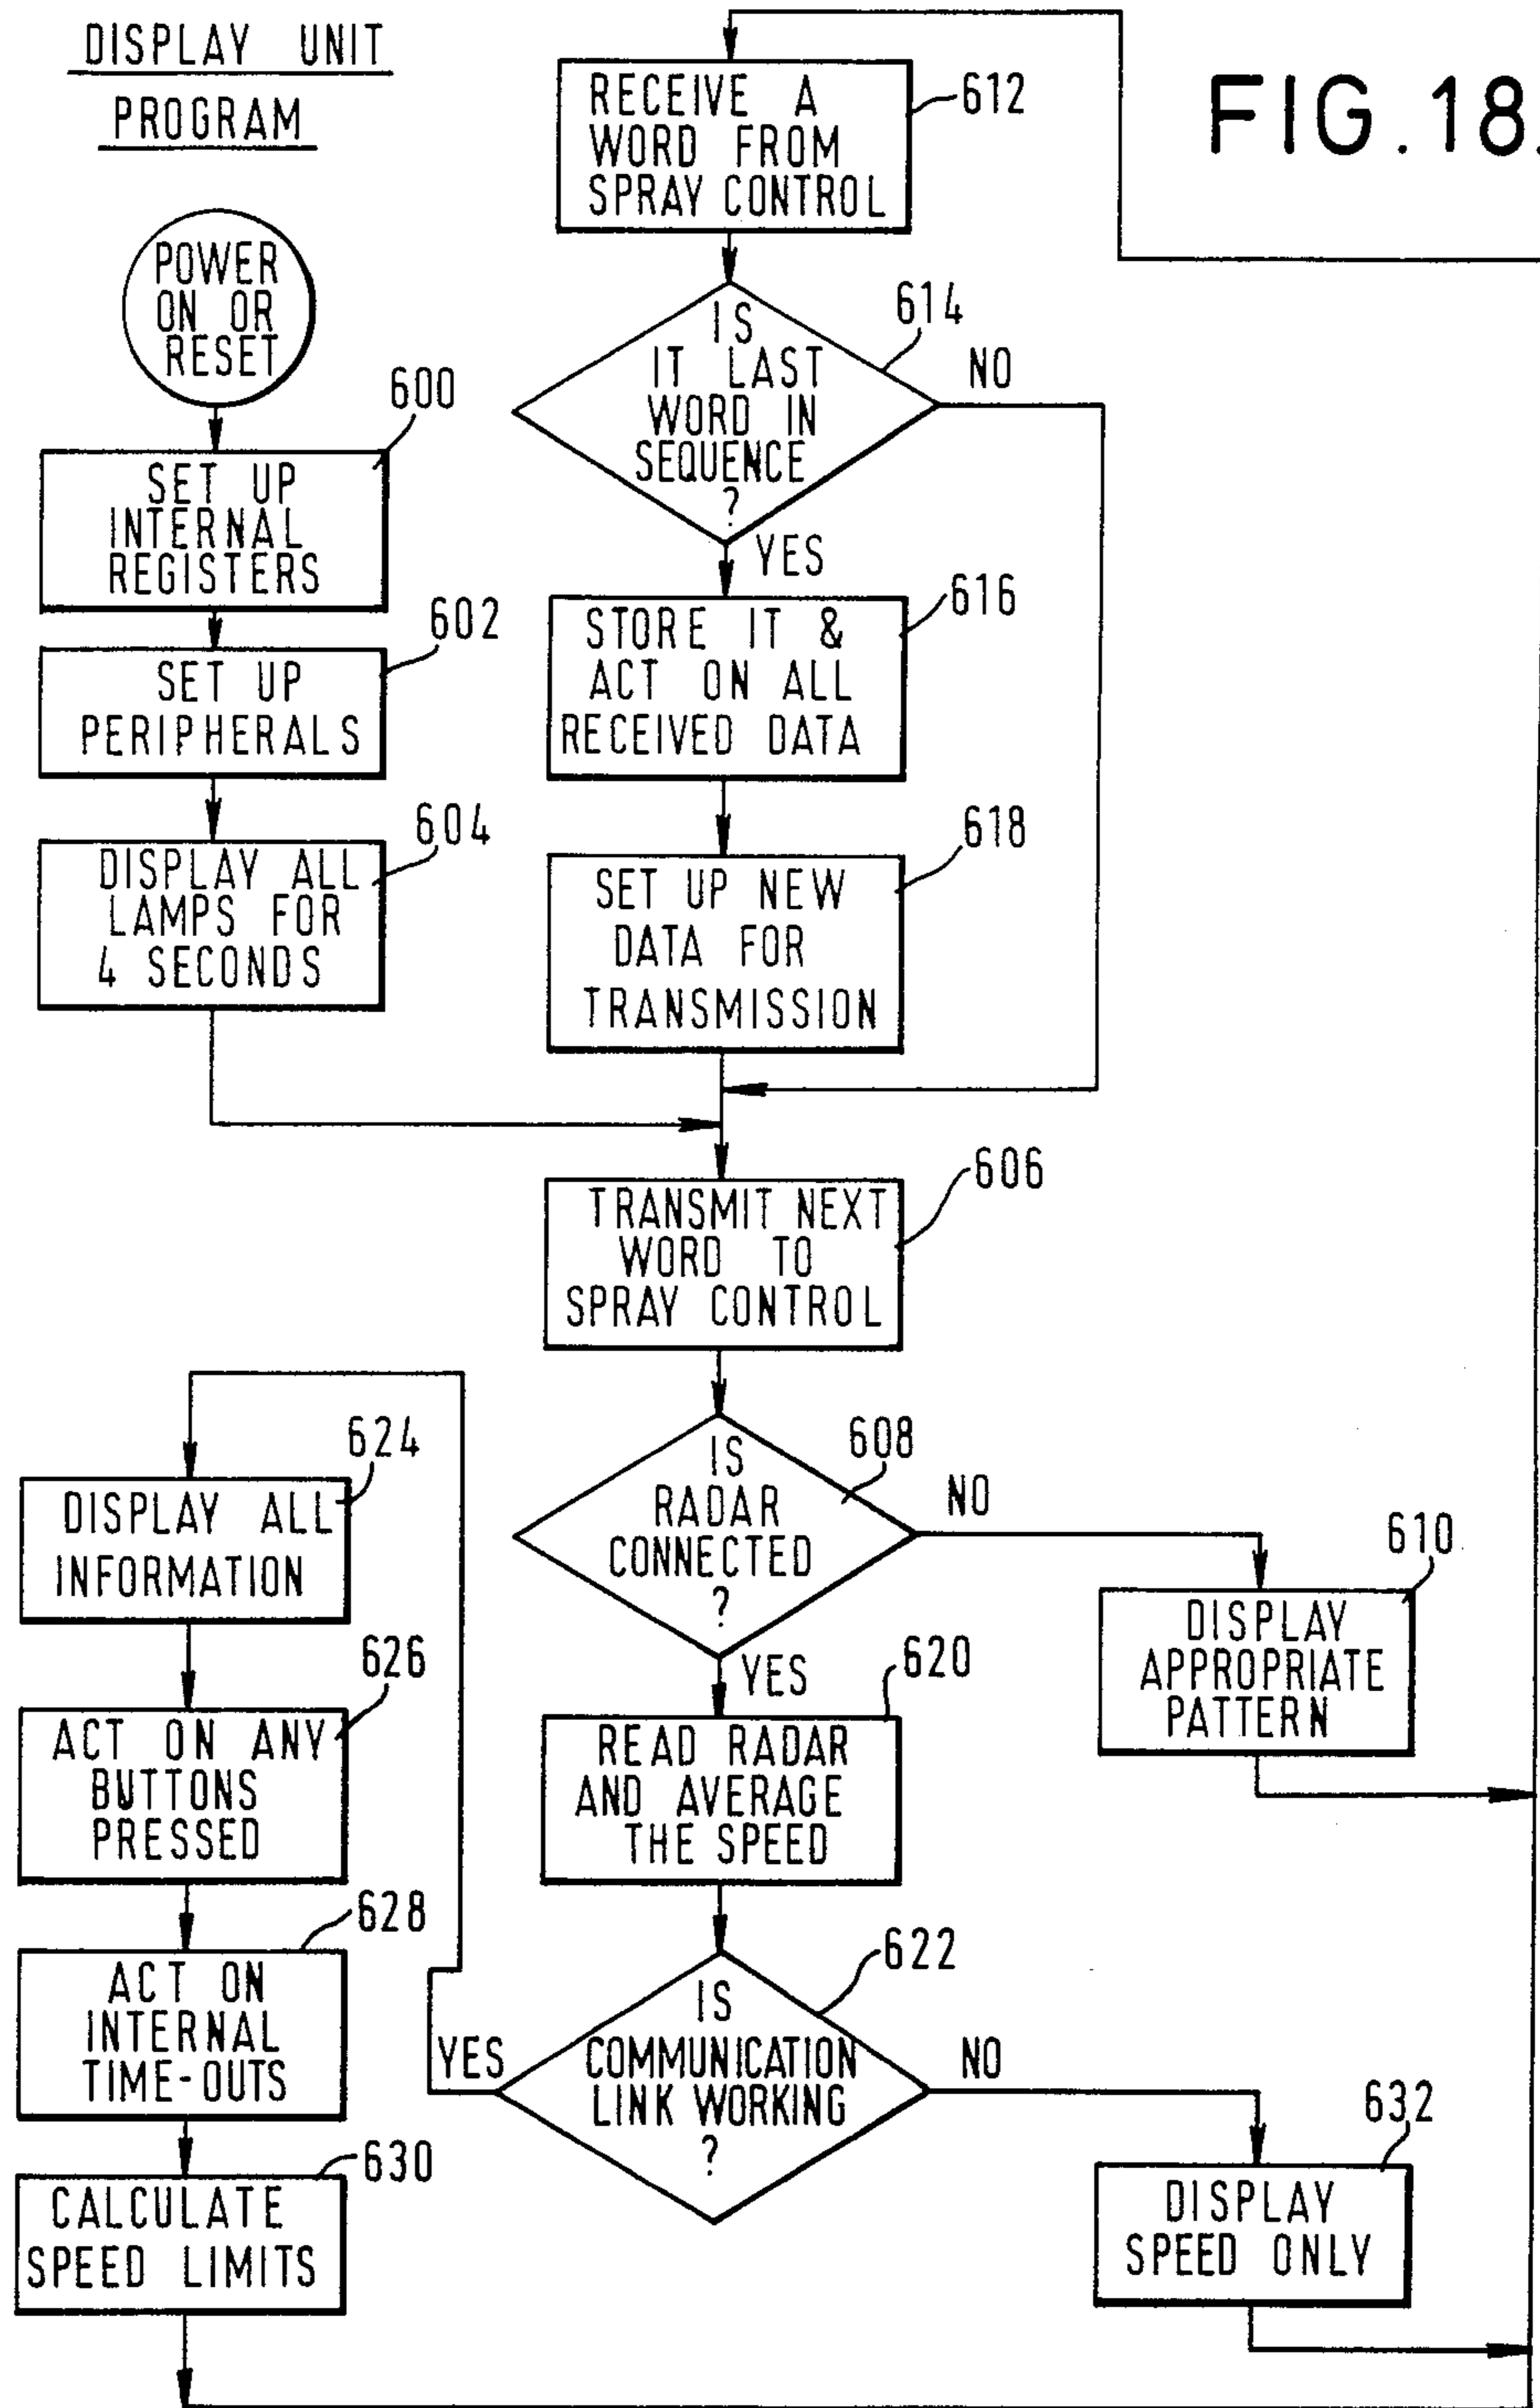 DISPLAY UNIT
PROGRAM
FIG.18.
POWER
ON OR
RESET
600
SET UP
INTERNAL
REGISTERS
602
SET UP
PERIPHERALS
604
DISPLAY ALL
LAMPS FOR
4 SECONDS
612
RECEIVE A
WORD FROM
SPRAY CONTROL
614
IS
IT LAST
WORD IN
SEQUENCE
?
NO
YES
616
STORE IT &
ACT ON ALL
RECEIVED DATA
618
SET UP NEW
DATA FOR
TRANSMISSION
606
TRANSMIT NEXT
WORD TO
SPRAY CONTROL
608
IS
RADAR
CONNECTED
?
NO
YES
610
DISPLAY
APPROPRIATE
PATTERN
620
READ RADAR
AND AVERAGE
THE SPEED
622
IS
COMMUNICATION
LINK WORKING
?
YES
NO
624
DISPLAY ALL
INFORMATION
626
ACT ON ANY
BUTTONS
PRESSED
628
ACT ON
INTERNAL
TIME-OUTS
630
CALCULATE
SPEED LIMITS
632
DISPLAY
SPEED ONLY